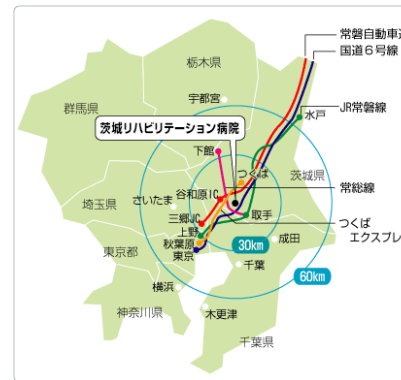 常磐自動車道
国道6号線
栃木県
群馬県
宇都宮
JR常磐線
水戸
茨城リハビリテーション病院
下館
つくば
茨城県
谷和原IC
常総線
埼玉県
さいたま
三郷JC
取手
つくば
エクスプレ
上野
成田
東京都
秋葉原
30km
東京
千葉
60km
横浜
神奈川県
木更津
千葉県